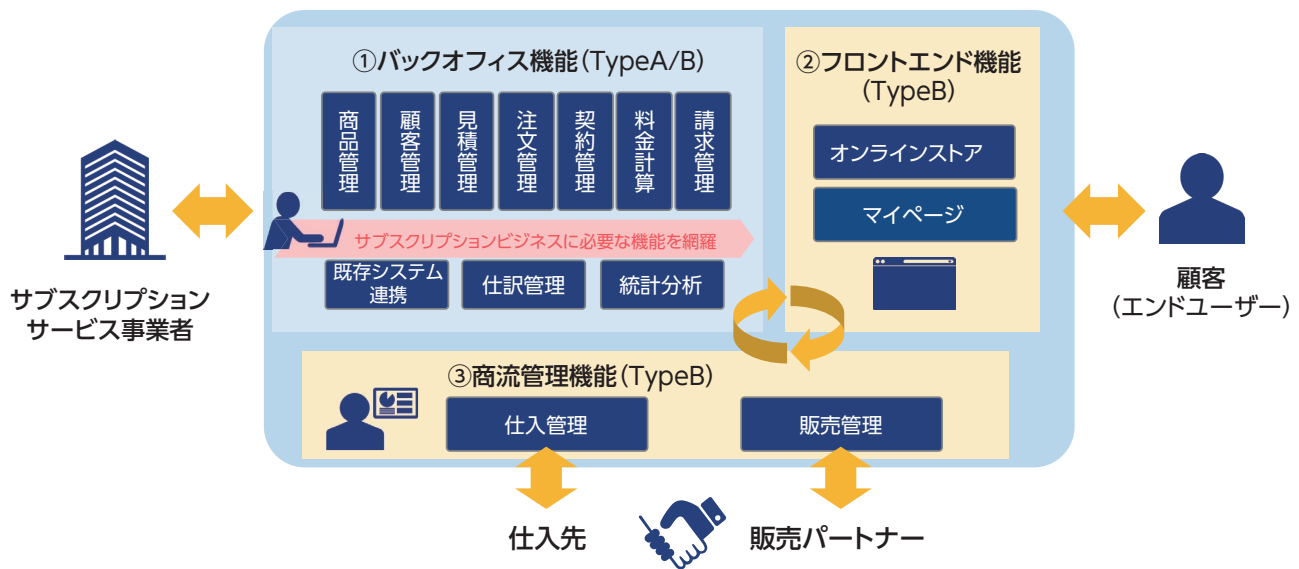 ①バックオフィス機能(TypeA/B)
商品管理
顧客管理
見積管理
注文管理
契約管理
料金計算
請求管理
サブスクリプションビジネスに必要な機能を網羅
既存システム
連携
仕訳管理
統計分析
②フロントエンド機能
(TypeB)
オンラインストア
マイページ
サブスクリプション
サービス事業者
顧客
(エンドユーザー)
③商流管理機能(TypeB)
仕入管理
販売管理
仕入先
販売パートナー